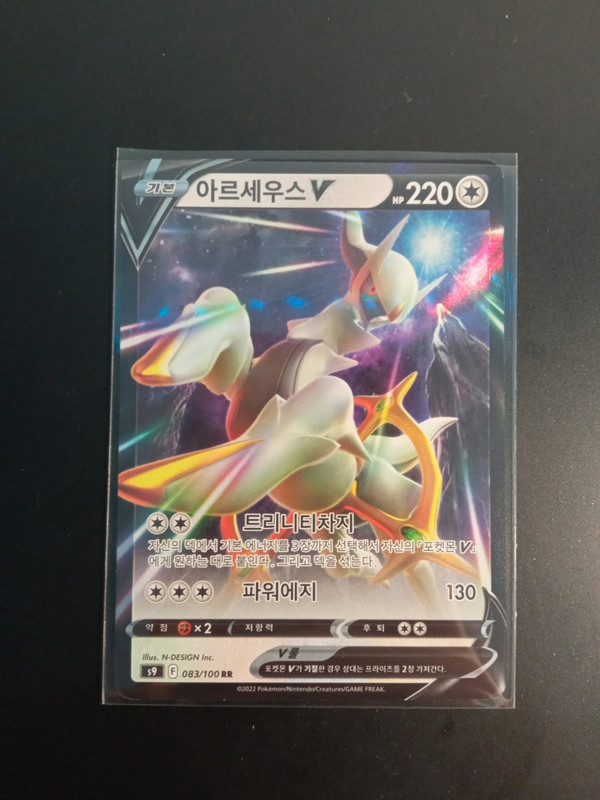 기본 아르세우스 V HP 220
트리니티차지
자신의 덱에서 기본 에너지를 3장까지 선택해서 자신의 「포켓몬 V」
에게 원하는 대로 붙인다. 그리고 덱을 섞는다.
파워에지 130
약점 ×2 저항력 후퇴
V룰
포켓몬 V가 기절한 경우 상대는 프라이즈를 2장 가져간다.
Illus. N-DESIGN Inc.
s9 F 083/100 RR
©2022 Pokémon/Nintendo/Creatures/GAME FREAK.